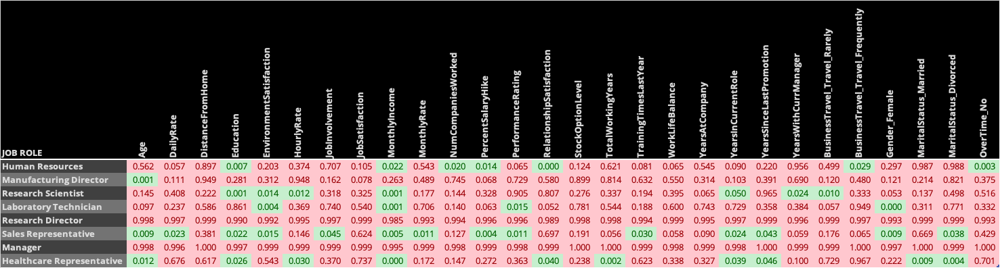 JOB ROLE Age DailyRate DistanceFromHome Education EnvironmentSatisfaction HourlyRate JobInvolvement JobSatisfaction MonthlyIncome MonthlyRate NumCompaniesWorked PercentSalaryHike PerformanceRating RelationshipSatisfaction StockOptionLevel TotalWorkingYears TrainingTimesLastYear WorkLifeBalance YearsAtCompany YearsInCurrentRole YearsSinceLastPromotion YearsWithCurrManager BusinessTravel_Travel_Rarely BusinessTravel_Travel_Frequently Gender_Female MaritalStatus_Married MaritalStatus_Divorced OverTime_No
Human Resources 0.562 0.057 0.897 0.007 0.203 0.374 0.707 0.105 0.022 0.543 0.020 0.014 0.065 0.000 0.124 0.621 0.081 0.065 0.545 0.090 0.220 0.956 0.499 0.029 0.297 0.987 0.988 0.003
Manufacturing Director 0.001 0.111 0.949 0.281 0.312 0.948 0.162 0.078 0.263 0.489 0.745 0.068 0.729 0.580 0.899 0.814 0.632 0.550 0.314 0.103 0.391 0.690 0.120 0.480 0.121 0.214 0.821 0.375
Research Scientist 0.145 0.408 0.222 0.001 0.014 0.012 0.318 0.325 0.001 0.177 0.144 0.328 0.905 0.807 0.276 0.337 0.194 0.395 0.065 0.050 0.965 0.024 0.010 0.333 0.053 0.137 0.498 0.516
Laboratory Technician 0.097 0.237 0.586 0.861 0.004 0.369 0.740 0.540 0.001 0.706 0.140 0.063 0.015 0.052 0.781 0.544 0.188 0.600 0.743 0.729 0.358 0.384 0.057 0.949 0.000 0.311 0.771 0.332
Research Director 0.998 0.997 0.999 0.990 0.992 0.995 0.997 0.999 0.985 0.993 0.994 0.996 0.996 0.989 0.998 0.998 0.994 0.999 0.995 0.997 0.999 0.996 0.999 0.997 0.993 0.999 0.999 0.993
Sales Representative 0.009 0.023 0.381 0.022 0.015 0.146 0.045 0.624 0.005 0.011 0.127 0.004 0.011 0.697 0.191 0.056 0.030 0.058 0.090 0.024 0.043 0.059 0.176 0.065 0.009 0.669 0.038 0.429
Manager 0.998 0.996 1.000 0.997 0.999 0.999 0.999 0.999 0.995 0.999 0.998 0.999 0.998 0.999 1.000 1.000 0.999 0.998 0.999 0.998 1.000 0.999 0.999 1.000 0.997 1.000 0.999 1.000
Healthcare Representative 0.012 0.676 0.617 0.026 0.543 0.030 0.370 0.737 0.000 0.172 0.147 0.272 0.363 0.040 0.238 0.002 0.623 0.338 0.327 0.039 0.046 0.100 0.729 0.967 0.222 0.009 0.004 0.701